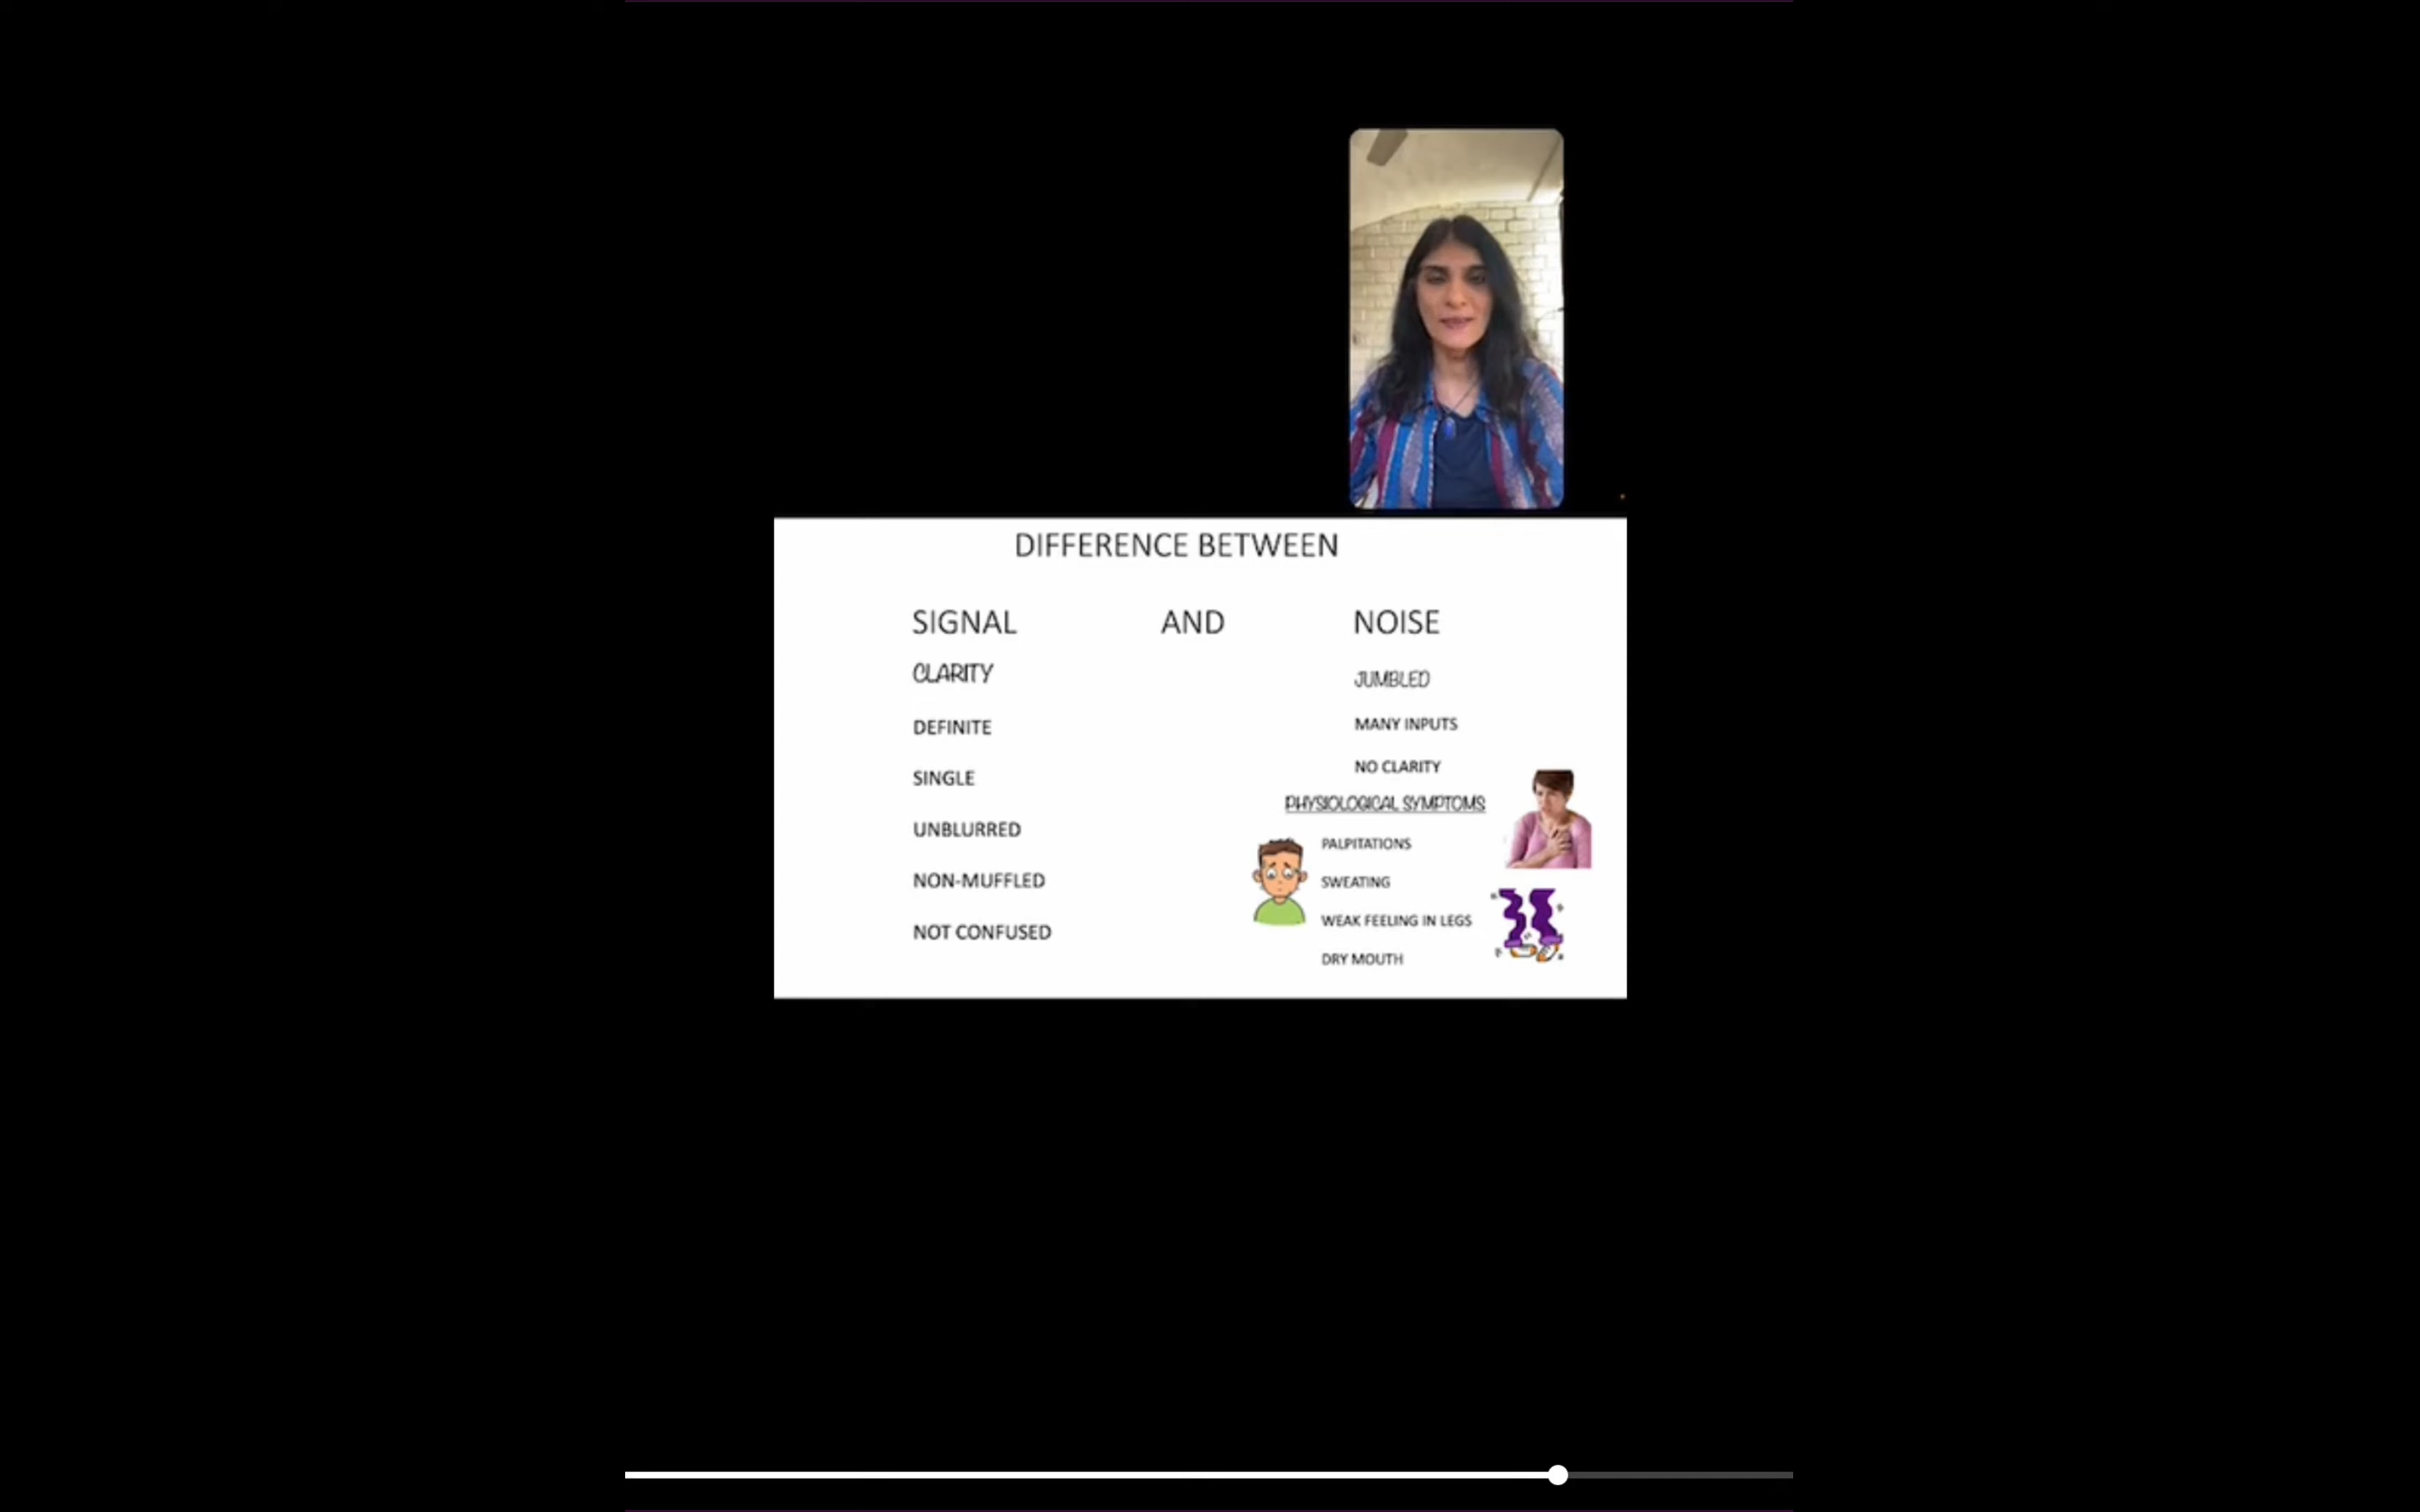 DIFFERENCE BETWEEN
SIGNAL AND NOISE
CLARITY
DEFINITE
SINGLE
UNBLURRED
NON-MUFFLED
NOT CONFUSED
JUMBLED
MANY INPUTS
NO CLARITY
PHYSIOLOGICAL SYMPTOMS
PALPITATIONS
SWEATING
WEAK FEELING IN LEGS
DRY MOUTH